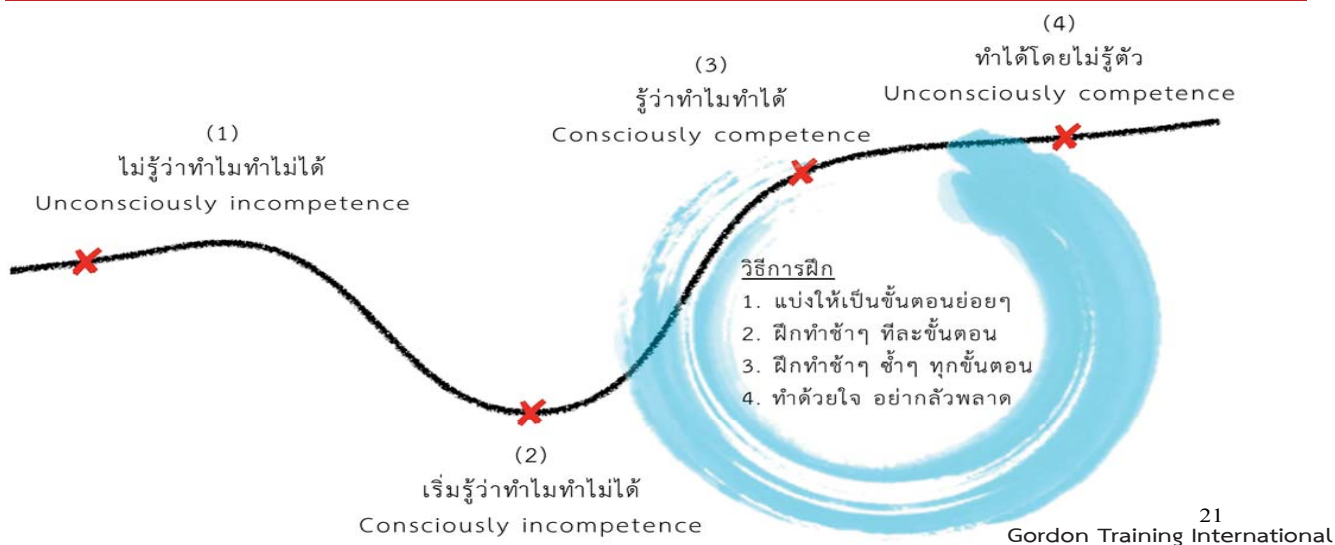 (1)
ไม่รู้ว่าทำไมทำไม่ได้
Unconsciously incompetence
(2)
เริ่มรู้ว่าทำไมทำไม่ได้
Consciously incompetence
(3)
รู้ว่าทำไมทำได้
Consciously competence
(4)
ทำได้โดยไม่รู้ตัว
Unconsciously competence
วิธีการฝึก
1. แบ่งให้เป็นขั้นตอนย่อยๆ
2. ฝึกทำช้าๆ ทีละขั้นตอน
3. ฝึกทำช้าๆ ซ้ำๆ ทุกขั้นตอน
4. ทำด้วยใจ อย่ากลัวพลาด
21
Gordon Training International